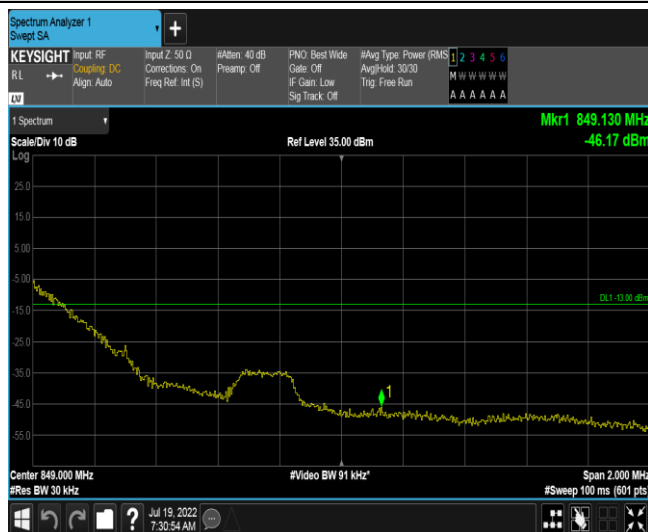 Spectrum Analyzer 1
Swept SA
KEYSIGHT
RL
LXI
Input: RF
Coupling: DC
Align: Auto
Input Z: 50 Ω
Corrections: On
Freq Ref: Int (S)
#Atten: 40 dB
Preamp: Off
PNO: Best Wide
Gate: Off
IF Gain: Low
Sig Track: Off
#Avg Type: Power (RMS
Avg|Hold: 30/30
Trig: Free Run
1 2 3 4 5 6
M W W W W W
A A A A A A
1 Spectrum
Mkr1 849.130 MHz
Scale/Div 10 dB
Ref Level 35.00 dBm
-46.17 dBm
Log
25.0
15.0
5.00
-5.00
DL1 -13.00 dBm
-15.0
-25.0
-35.0
1
-45.0
-55.0
Center 849.000 MHz
#Video BW 91 kHz*
Span 2.000 MHz
#Res BW 30 kHz
#Sweep 100 ms (601 pts)
?
Jul 19, 2022
7:30:54 AM